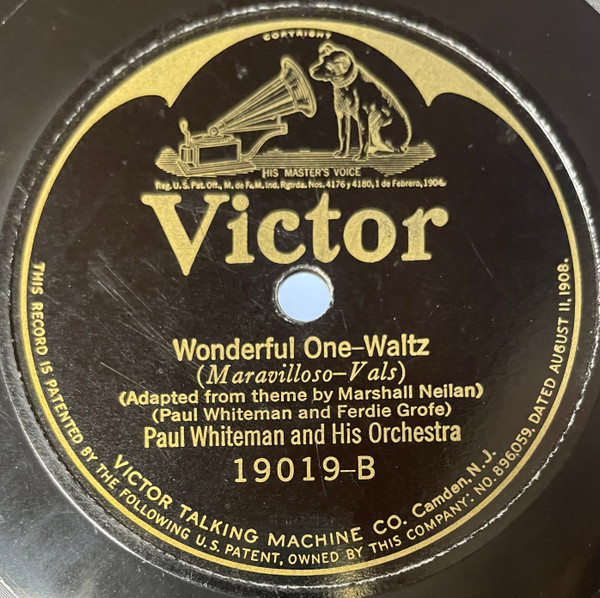 COPYRIGHT
HIS MASTER'S VOICE
Reg. U.S. Pat. Off., M. de F. & M. Ind. Rgtrda. Nos. 4176 y 4180, 1 de Febrero, 1906
Victor
Wonderful One-Waltz
(Maravilloso-Vals)
(Adapted from theme by Marshall Neilan)
(Paul Whiteman and Ferdie Grofe)
Paul Whiteman and His Orchestra
19019-B
VICTOR TALKING MACHINE CO. Camden, N.J.
THIS RECORD IS PATENTED BY THE FOLLOWING U.S. PATENT, OWNED BY THIS COMPANY: NO. 896,059, DATED AUGUST 11, 1908.